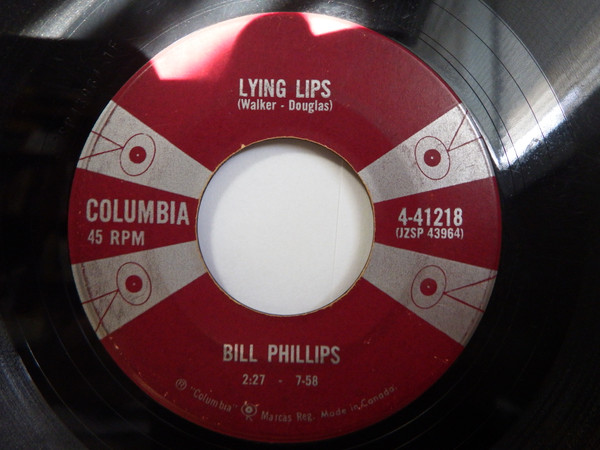 LYING LIPS
(Walker - Douglas)
COLUMBIA
45 RPM
4-41218
(JZSP 43964)
BILL PHILLIPS
2:27 - 7-58
"Columbia" Marcas Reg. Made in Canada.